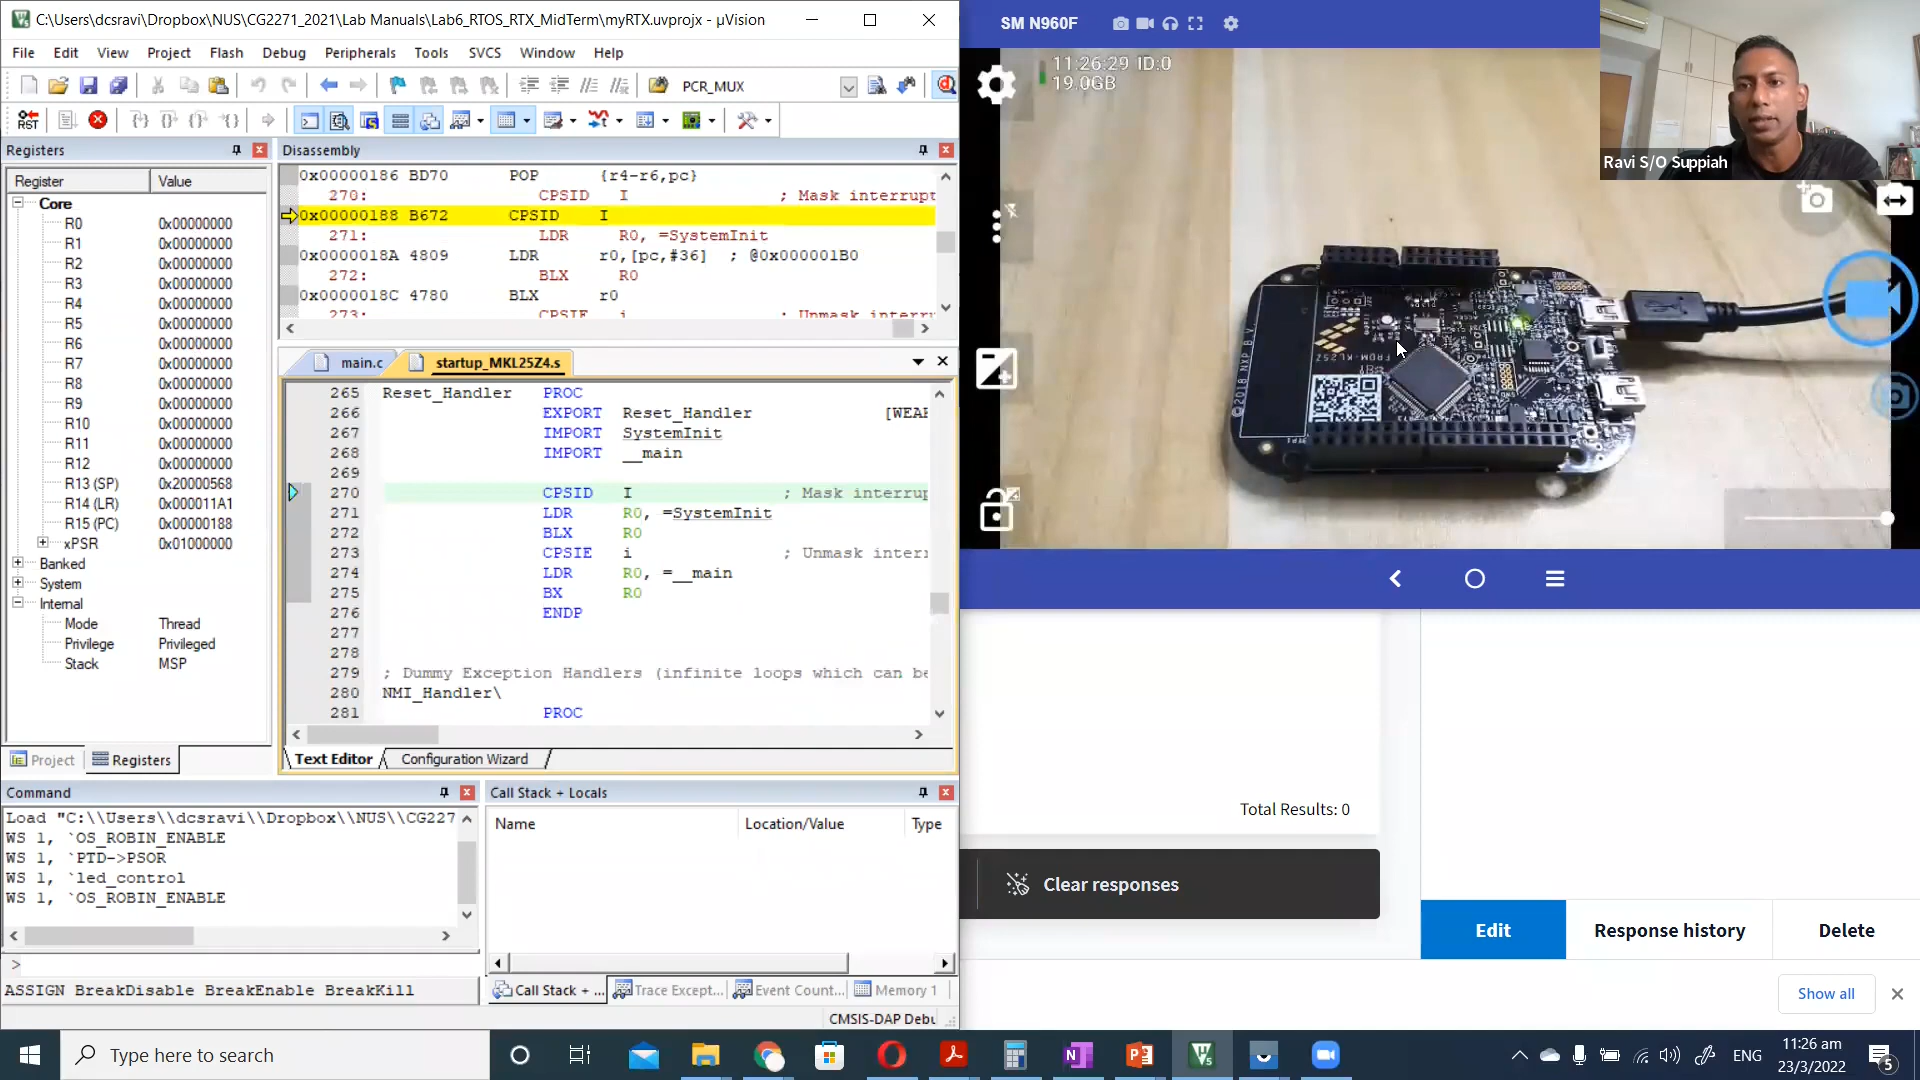 C:\Users\dcsravi\Dropbox\NUS\CG2271_2021\Lab Manuals\Lab6_RTOS_RTX_MidTerm\myRTX.uvprojx - µVision
File Edit View Project Flash Debug Peripherals Tools SVCS Window Help
PCR_MUX
RST
Registers
Register Value
Core
R0 0x00000000
R1 0x00000000
R2 0x00000000
R3 0x00000000
R4 0x00000000
R5 0x00000000
R6 0x00000000
R7 0x00000000
R8 0x00000000
R9 0x00000000
R10 0x00000000
R11 0x00000000
R12 0x00000000
R13 (SP) 0x20000568
R14 (LR) 0x000011A1
R15 (PC) 0x00000188
xPSR 0x01000000
Banked
System
Internal
Mode Thread
Privilege Privileged
Stack MSP
Project Registers
Disassembly
0x00000186 BD70 POP {r4-r6,pc}
270: CPSID I ; Mask interrupt
0x00000188 B672 CPSID I
271: LDR R0, =SystemInit
0x0000018A 4809 LDR r0,[pc,#36] ; @0x000001B0
272: BLX R0
0x0000018C 4780 BLX r0
273: CPSIE i ; Unmask interr
main.c startup_MKL25Z4.s
265 Reset_Handler PROC
266 EXPORT Reset_Handler [WEAK
267 IMPORT SystemInit
268 IMPORT __main
269
270 CPSID I ; Mask interrup
271 LDR R0, =SystemInit
272 BLX R0
273 CPSIE i ; Unmask inter
274 LDR R0, =__main
275 BX R0
276 ENDP
277
278
279 ; Dummy Exception Handlers (infinite loops which can be
280 NMI_Handler\
281 PROC
Text Editor Configuration Wizard
Command
Load "C:\\Users\\dcsravi\\Dropbox\\NUS\\CG227
WS 1, `OS_ROBIN_ENABLE
WS 1, `PTD->PSOR
WS 1, `led_control
WS 1, `OS_ROBIN_ENABLE
>
ASSIGN BreakDisable BreakEnable BreakKill
Call Stack + Locals
Name Location/Value Type
Call Stack + ... Trace Except... Event Count... Memory 1
CMSIS-DAP Debu
SM N960F
11:26:29 ID:0
19.0GB
Ravi S/O Suppiah
FRDM-KL25Z
©2018 NXP B.V.
Total Results: 0
Clear responses
Edit Response history Delete
Show all
Type here to search
ENG
11:26 am
23/3/2022
5